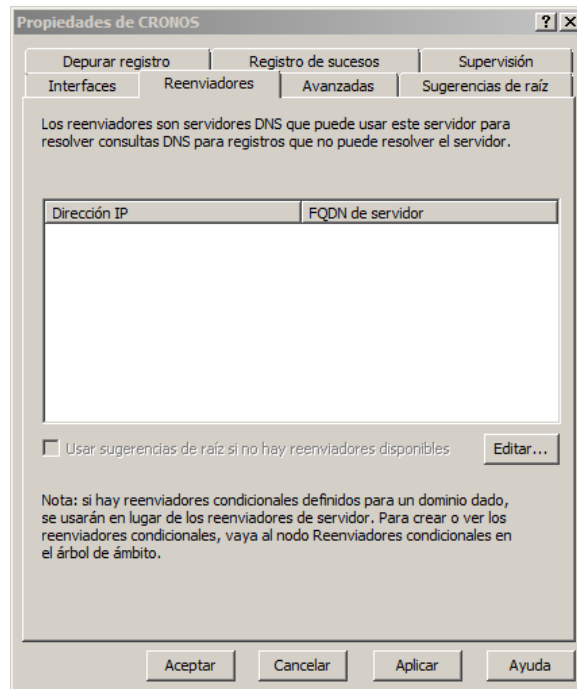 Propiedades de CRONOS
Depurar registro Registro de sucesos Supervisión
Interfaces Reenviadores Avanzadas Sugerencias de raíz
Los reenviadores son servidores DNS que puede usar este servidor para
resolver consultas DNS para registros que no puede resolver el servidor.
Dirección IP FQDN de servidor
Usar sugerencias de raíz si no hay reenviadores disponibles Editar...
Nota: si hay reenviadores condicionales definidos para un dominio dado,
se usarán en lugar de los reenviadores de servidor. Para crear o ver los
reenviadores condicionales, vaya al nodo Reenviadores condicionales en
el árbol de ámbito.
Aceptar Cancelar Aplicar Ayuda